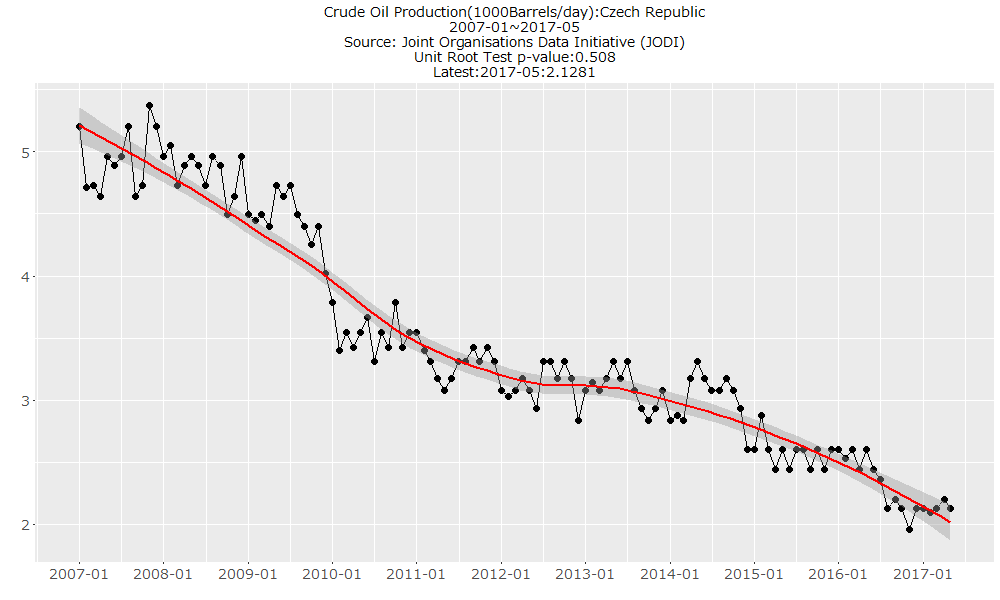 Crude Oil Production(1000Barrels/day):Czech Republic
2007-01~2017-05
Source: Joint Organisations Data Initiative (JODI)
Unit Root Test p-value:0.508
Latest:2017-05:2.1281
5
4
3
2
2007-01 2008-01 2009-01 2010-01 2011-01 2012-01 2013-01 2014-01 2015-01 2016-01 2017-01